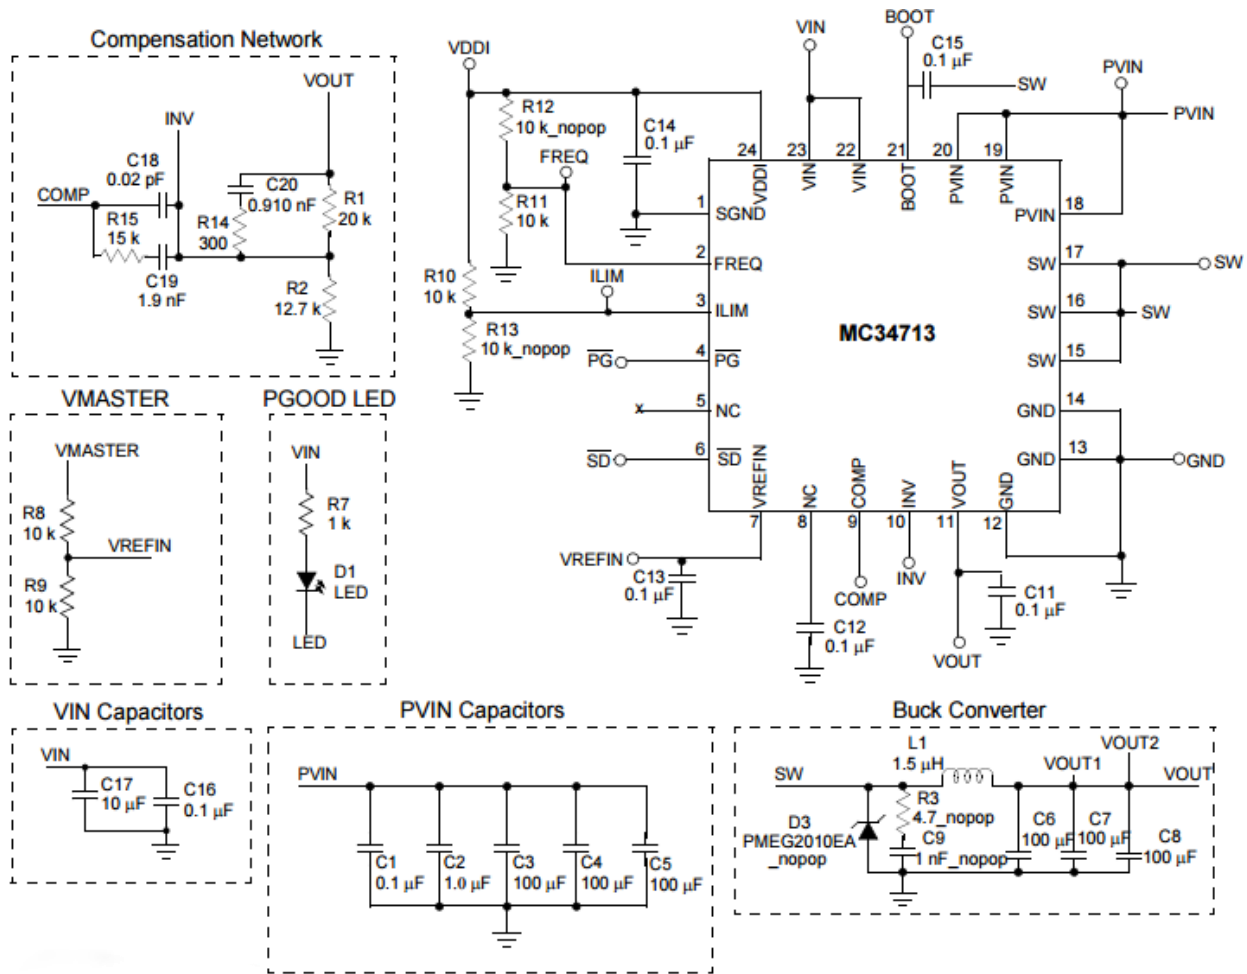 Compensation Network
VOUT
INV
C18
0.02 pF
COMP
R15
15 k
C19
1.9 nF
C20
0.910 nF
R14
300
R1
20 k
R2
12.7 k
VMASTER
VMASTER
R8
10 k
VREFIN
R9
10 k
PGOOD LED
VIN
R7
1 k
D1
LED
LED
VDDI
R12
10 k_nopop
FREQ
R11
10 k
R10
10 k
ILIM
R13
10 k_nopop
C14
0.1 µF
VIN
BOOT
C15
0.1 µF
SW
PVIN
PVIN
24
23
22
21
20
19
VDDI
VIN
VIN
BOOT
PVIN
PVIN
1
SGND
2
FREQ
3
ILIM
PG
4
PG
5
NC
x
SD
6
SD
MC34713
PVIN
18
SW
17
SW
SW
16
SW
SW
15
GND
14
GND
13
GND
VREFIN
NC
COMP
INV
VOUT
GND
7
8
9
10
11
12
VREFIN
C13
0.1 µF
C12
0.1 µF
COMP
INV
VOUT
C11
0.1 µF
VIN Capacitors
VIN
C17
10 µF
C16
0.1 µF
PVIN Capacitors
PVIN
C1
0.1 µF
C2
1.0 µF
C3
100 µF
C4
100 µF
C5
100 µF
Buck Converter
SW
L1
1.5 µH
VOUT1
VOUT2
VOUT
D3
PMEG2010EA
_nopop
R3
4.7_nopop
C9
1 nF_nopop
C6
100 µF
C7
100 µF
C8
100 µF